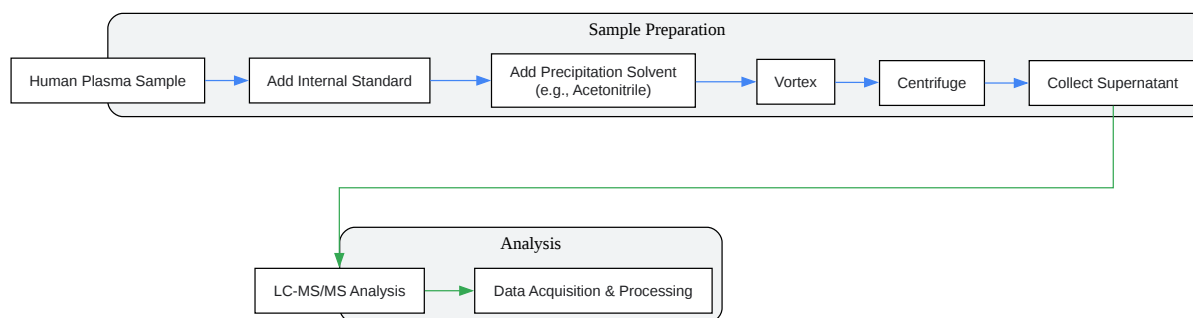 Sample Preparation
Human Plasma Sample
Add Internal Standard
Add Precipitation Solvent
(e.g., Acetonitrile)
Vortex
Centrifuge
Collect Supernatant
Analysis
LC-MS/MS Analysis
Data Acquisition & Processing